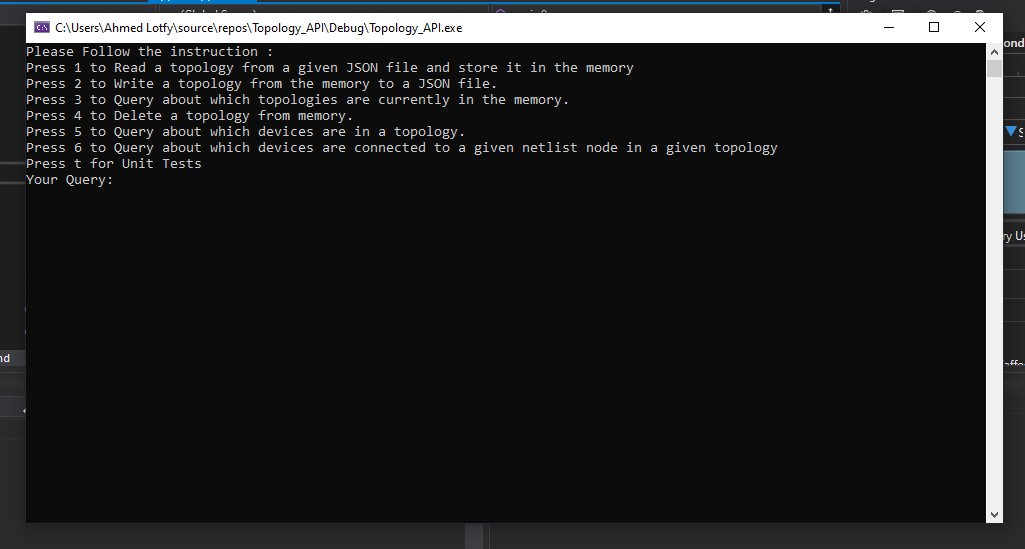 C:\Users\Ahmed Lotfy\source\repos\Topology_API\Debug\Topology_API.exe
Please Follow the instruction :
Press 1 to Read a topology from a given JSON file and store it in the memory
Press 2 to Write a topology from the memory to a JSON file.
Press 3 to Query about which topologies are currently in the memory.
Press 4 to Delete a topology from memory.
Press 5 to Query about which devices are in a topology.
Press 6 to Query about which devices are connected to a given netlist node in a given topology
Press t for Unit Tests
Your Query: